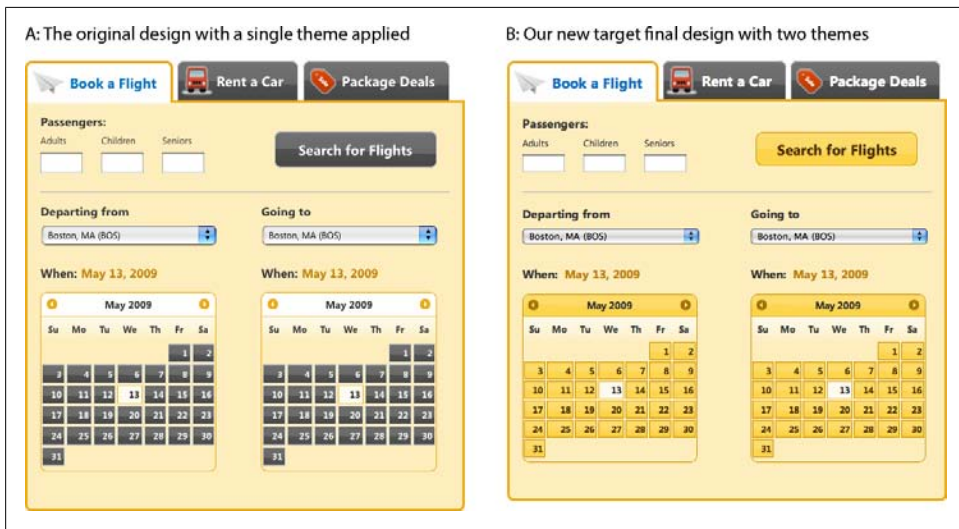 A: The original design with a single theme applied
Book a Flight
Rent a Car
Package Deals
Passengers:
Adults Children Seniors
Search for Flights
Departing from
Going to
Boston, MA (BOS)
Boston, MA (BOS)
When: May 13, 2009
When: May 13, 2009
May 2009
Su Mo Tu We Th Fr Sa
1 2
3 4 5 6 7 8 9
10 11 12 13 14 15 16
17 18 19 20 21 22 23
24 25 26 27 28 29 30
31
May 2009
Su Mo Tu We Th Fr Sa
1 2
3 4 5 6 7 8 9
10 11 12 13 14 15 16
17 18 19 20 21 22 23
24 25 26 27 28 29 30
31
B: Our new target final design with two themes
Book a Flight
Rent a Car
Package Deals
Passengers:
Adults Children Seniors
Search for Flights
Departing from
Going to
Boston, MA (BOS)
Boston, MA (BOS)
When: May 13, 2009
When: May 13, 2009
May 2009
Su Mo Tu We Th Fr Sa
1 2
3 4 5 6 7 8 9
10 11 12 13 14 15 16
17 18 19 20 21 22 23
24 25 26 27 28 29 30
31
May 2009
Su Mo Tu We Th Fr Sa
1 2
3 4 5 6 7 8 9
10 11 12 13 14 15 16
17 18 19 20 21 22 23
24 25 26 27 28 29 30
31